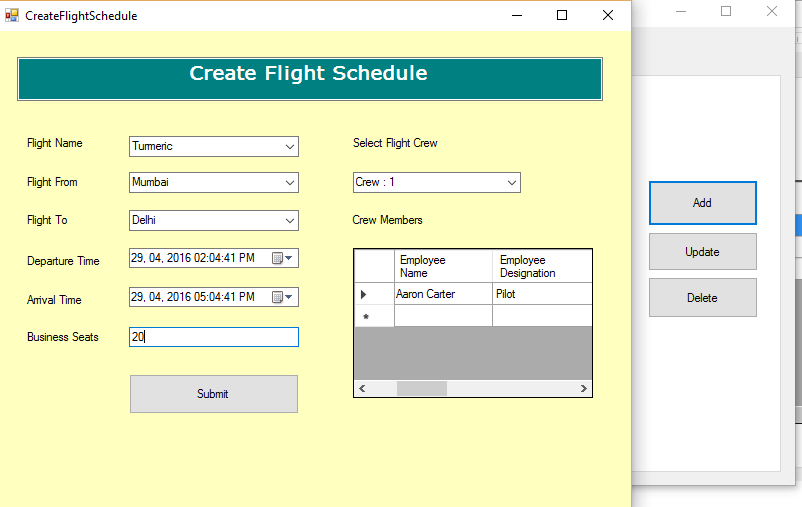 CreateFlightSchedule
Create Flight Schedule
Flight Name
Turmeric
Select Flight Crew
Flight From
Mumbai
Crew : 1
Flight To
Delhi
Crew Members
Departure Time
29, 04, 2016 02:04:41 PM
Arrival Time
29, 04, 2016 05:04:41 PM
Business Seats
20
Submit
Employee Name
Employee Designation
Aaron Carter
Pilot
Add
Update
Delete